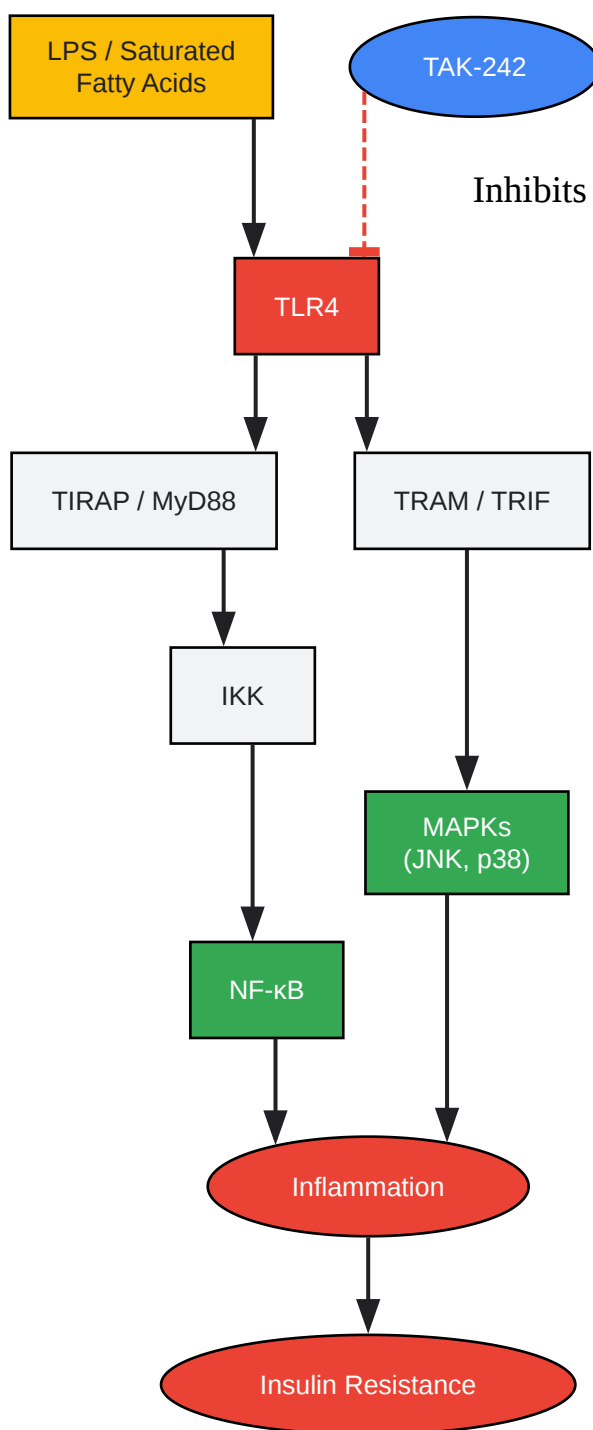 LPS / Saturated
Fatty Acids
TAK-242
Inhibits
TLR4
TIRAP / MyD88
TRAM / TRIF
IKK
MAPKs
(JNK, p38)
NF-κB
Inflammation
Insulin Resistance